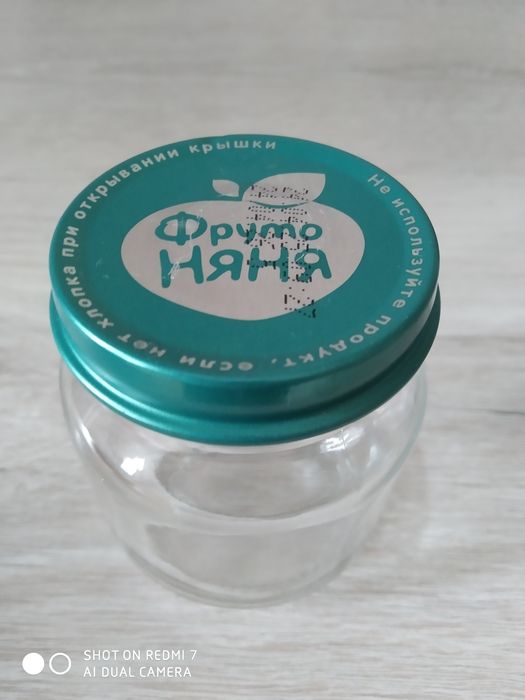 Не используйте продукт, если нет хлопка при открывании крышки
Фруто
НЯНЯ
SHOT ON REDMI 7
AI DUAL CAMERA